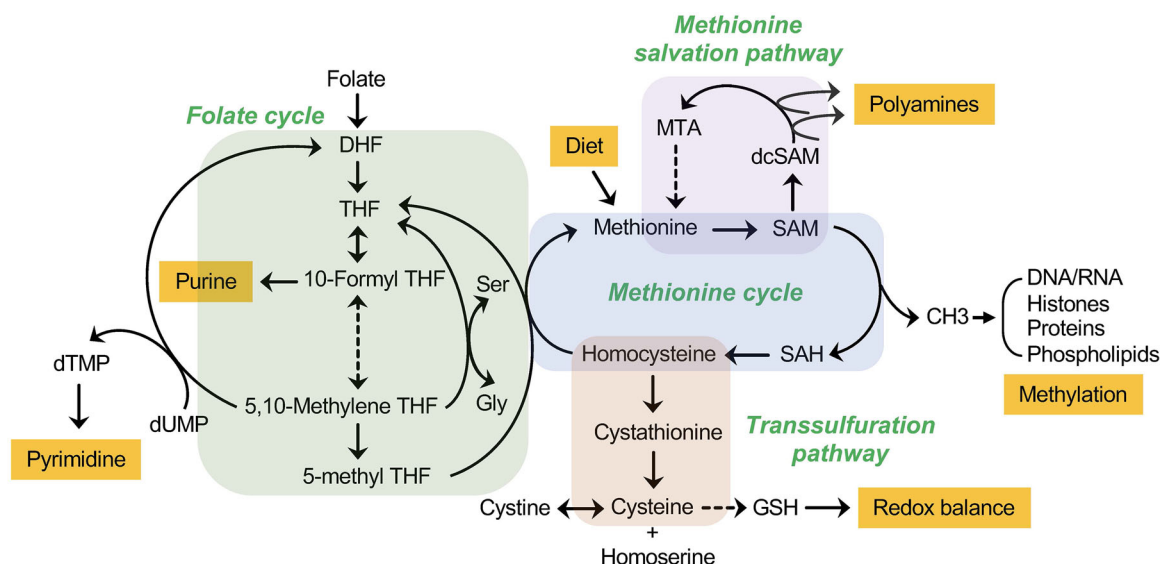 Methionine
salvation pathway
Folate
Folate cycle
Polyamines
MTA
DHF
Diet
dcSAM
THF
Methionine
SAM
Purine
10-Formyl THF
Ser
Methionine cycle
DNA/RNA
Histones
CH3
Proteins
Phospholipids
dTMP
Homocysteine
SAH
Methylation
5,10-Methylene THF
Gly
dUMP
Cystathionine
Transsulfuration
pathway
Pyrimidine
5-methyl THF
Cystine
Cysteine
GSH
Redox balance
+
Homoserine